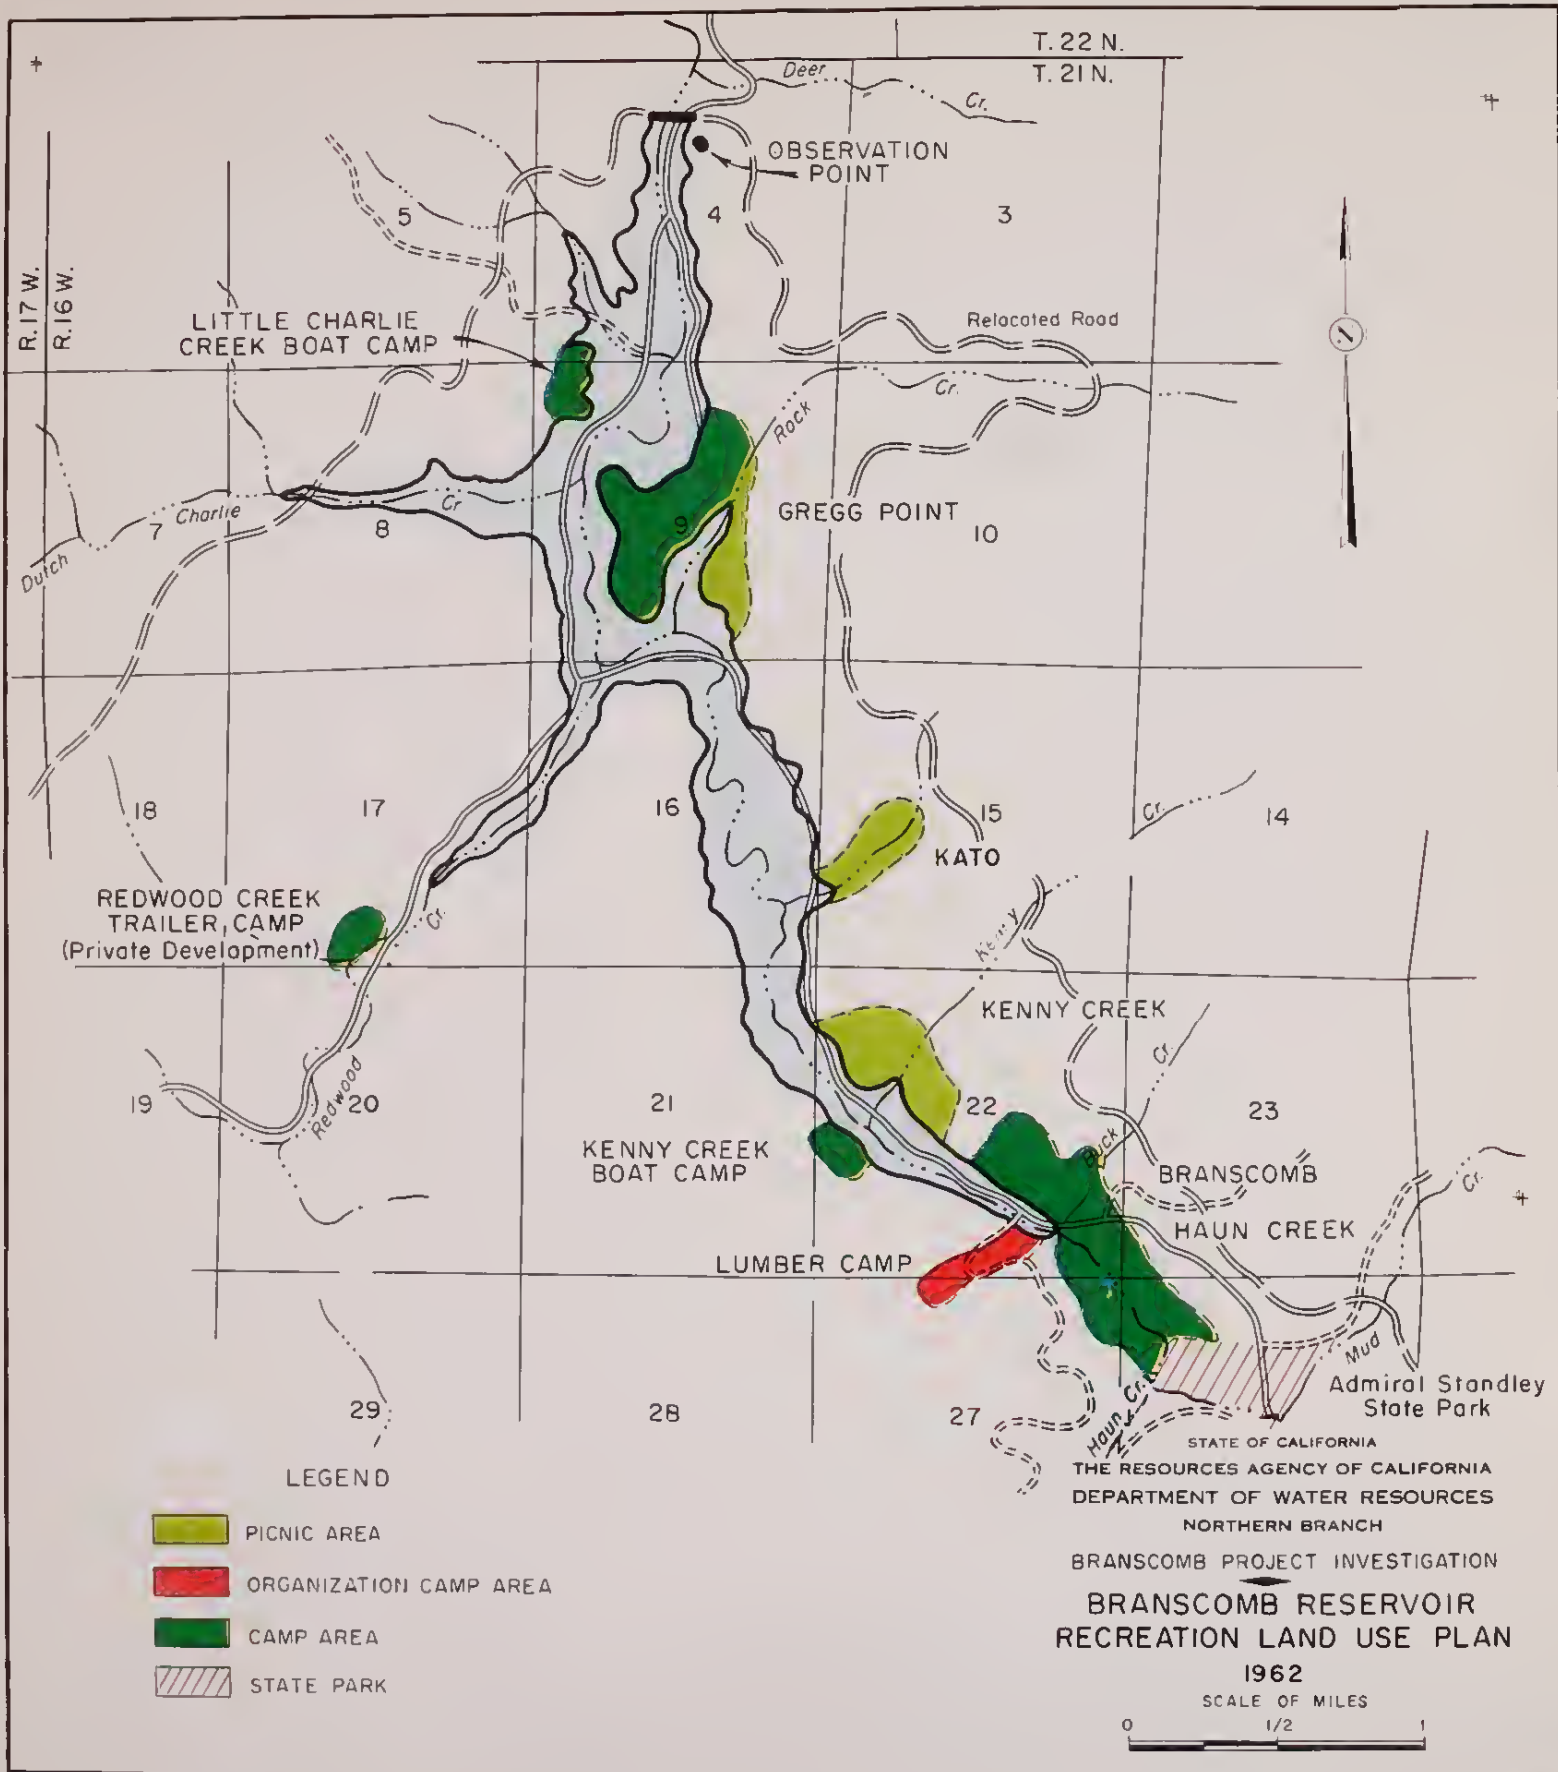 T. 22 N.
T. 21 N.
Deer
Cr.
OBSERVATION
POINT
5
4
3
R. 17 W.
R. 16 W.
LITTLE CHARLIE
CREEK BOAT CAMP
Relocated Road
Cr.
Rock
N
Dutch
Charlie
Cr
7
8
9
GREGG POINT
10
18
17
16
15
14
Cr.
KATO
REDWOOD CREEK
TRAILER CAMP
(Private Development)
Cr.
Kenny
KENNY CREEK
Cr.
19
20
Redwood
21
22
23
KENNY CREEK
BOAT CAMP
Buck
BRANSCOMB
Cr.
HAUN CREEK
LUMBER CAMP
Mud
Admiral Standley
State Park
29
28
27
Haun Cr.
LEGEND
PICNIC AREA
ORGANIZATION CAMP AREA
CAMP AREA
STATE PARK
STATE OF CALIFORNIA
THE RESOURCES AGENCY OF CALIFORNIA
DEPARTMENT OF WATER RESOURCES
NORTHERN BRANCH
BRANSCOMB PROJECT INVESTIGATION
BRANSCOMB RESERVOIR
RECREATION LAND USE PLAN
1962
SCALE OF MILES
0 1/2 1